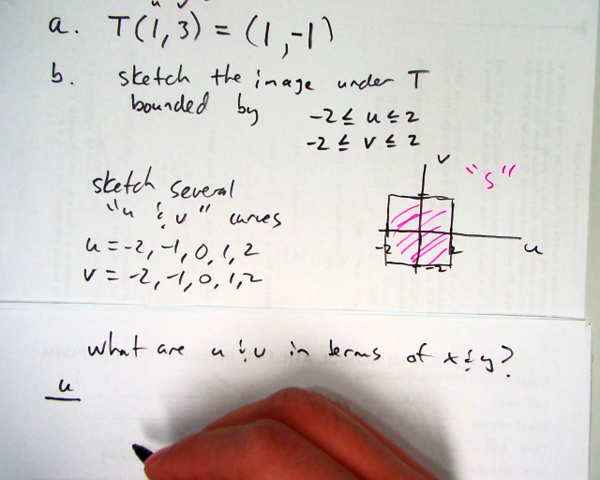 u v
a. T(1,3) = (1,-1)
b. sketch the image under T
bounded by -2 ≤ u ≤ 2
-2 ≤ v ≤ 2
v "S"
-2 2 u
-2
sketch several
"u & v" curves
u = -2, -1, 0, 1, 2
v = -2, -1, 0, 1, 2
what are u & v in terms of x & y?
u